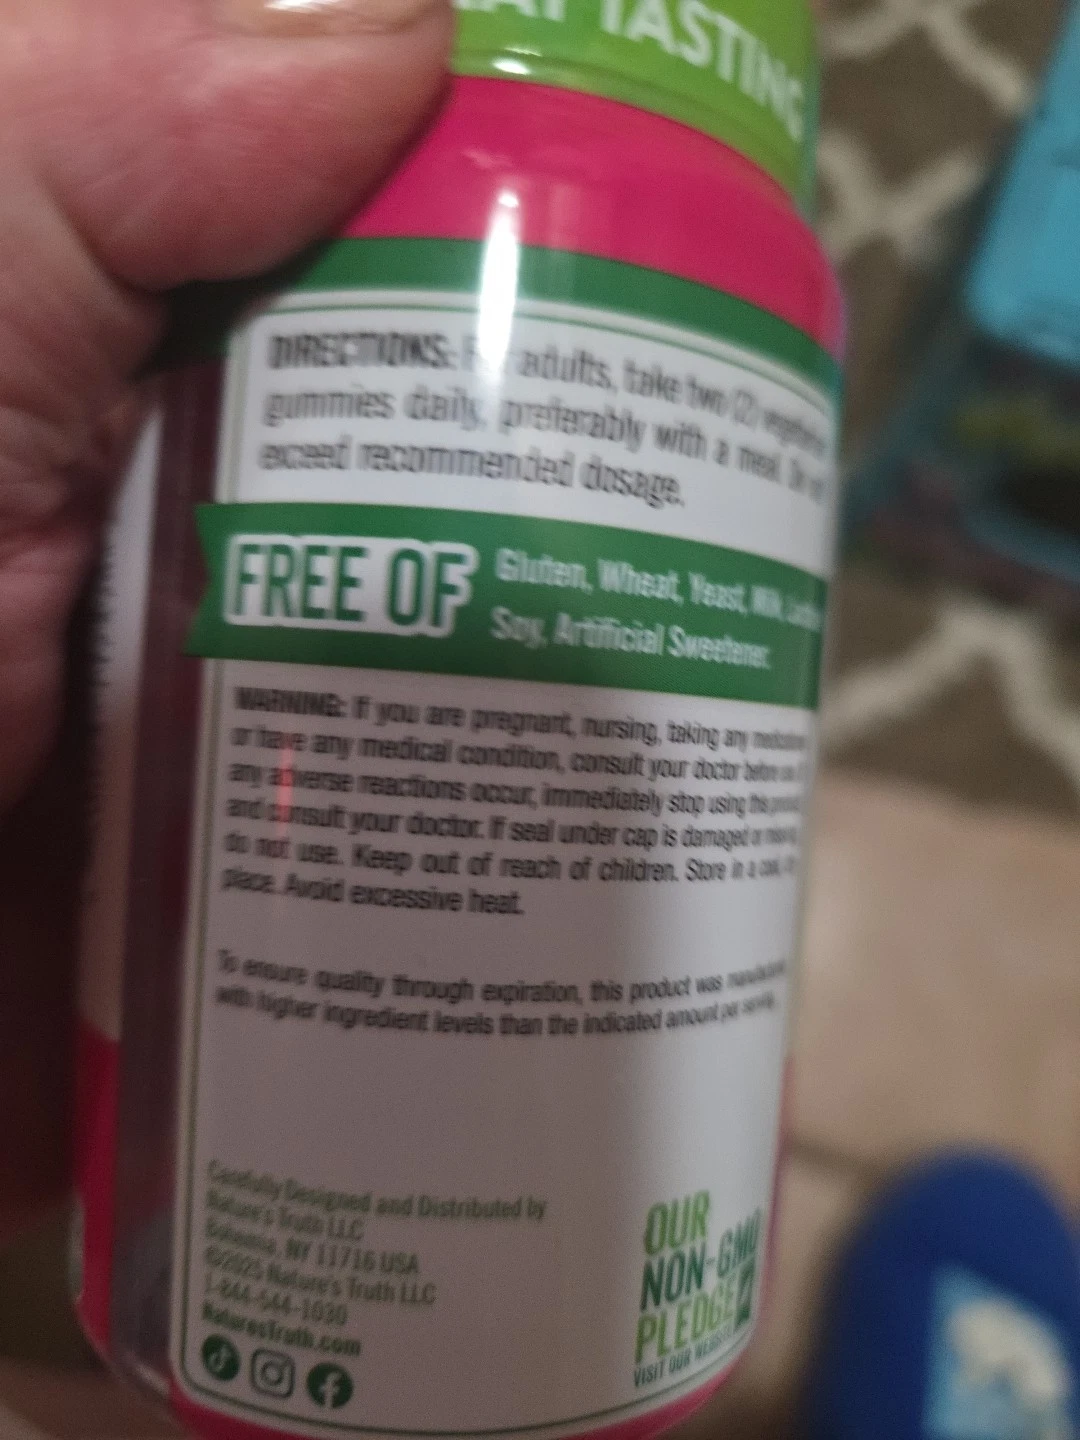 TASTING
DIRECTIONS: adults, take two (2)
gummies daily, preferably with a meal. Do not
exceed recommended dosage.
FREE OF
Gluten, Wheat, Yeast, Milk,
Soy, Artificial Sweetener.
WARNING: If you are pregnant, nursing, taking any
or have any medical condition, consult your doctor before
any adverse reactions occur, immediately stop using this
and consult your doctor. If seal under cap is damaged or
do not use. Keep out of reach of children. Store in a cool,
place. Avoid excessive heat.
To ensure quality through expiration, this product was
with higher ingredient levels than the indicated amount per serving.
Carefully Designed and Distributed by
Nature's Truth LLC
Bohemia, NY 11716 USA
©2025 Nature's Truth LLC
1-844-544-1030
NaturesTruth.com
OUR
NON-GMO
PLEDGE
VISIT OUR WEBSITE